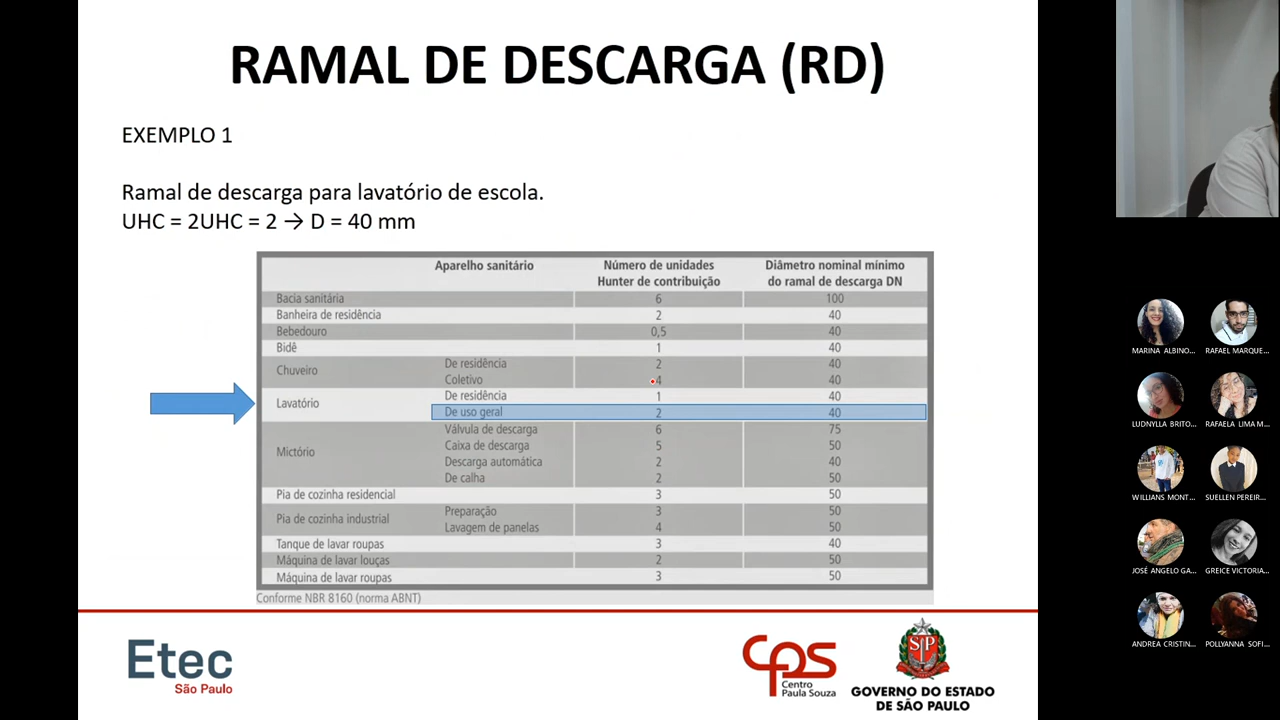 RAMAL DE DESCARGA (RD)
EXEMPLO 1
Ramal de descarga para lavatório de escola.
UHC = 2UHC = 2 → D = 40 mm
Aparelho sanitário Número de unidades Hunter de contribuição Diâmetro nominal mínimo do ramal de descarga DN
Bacia sanitária 6 100
Banheira de residência 2 40
Bebedouro 0,5 40
Bidê 1 40
Chuveiro De residência 2 40
Coletivo 4 40
Lavatório De residência 1 40
De uso geral 2 40
Mictório Válvula de descarga 6 75
Caixa de descarga 5 50
Descarga automática 2 40
De calha 2 50
Pia de cozinha residencial 3 50
Pia de cozinha industrial Preparação 3 50
Lavagem de panelas 4 50
Tanque de lavar roupas 3 40
Máquina de lavar louças 2 50
Máquina de lavar roupas 3 50
Conforme NBR 8160 (norma ABNT)
Etec
São Paulo
CPS
Centro
Paula Souza
SP
GOVERNO DO ESTADO
DE SÃO PAULO
MARINA ALBINO... RAFAEL MARQUE...
LUDNYLLA BRITO... RAFAELA LIMA M...
WILLIANS MONT... SUELLEN PEREIR...
JOSÉ ANGELO GA... GREICE VICTORIA...
ANDREA CRISTIN... POLLYANNA SOFI...